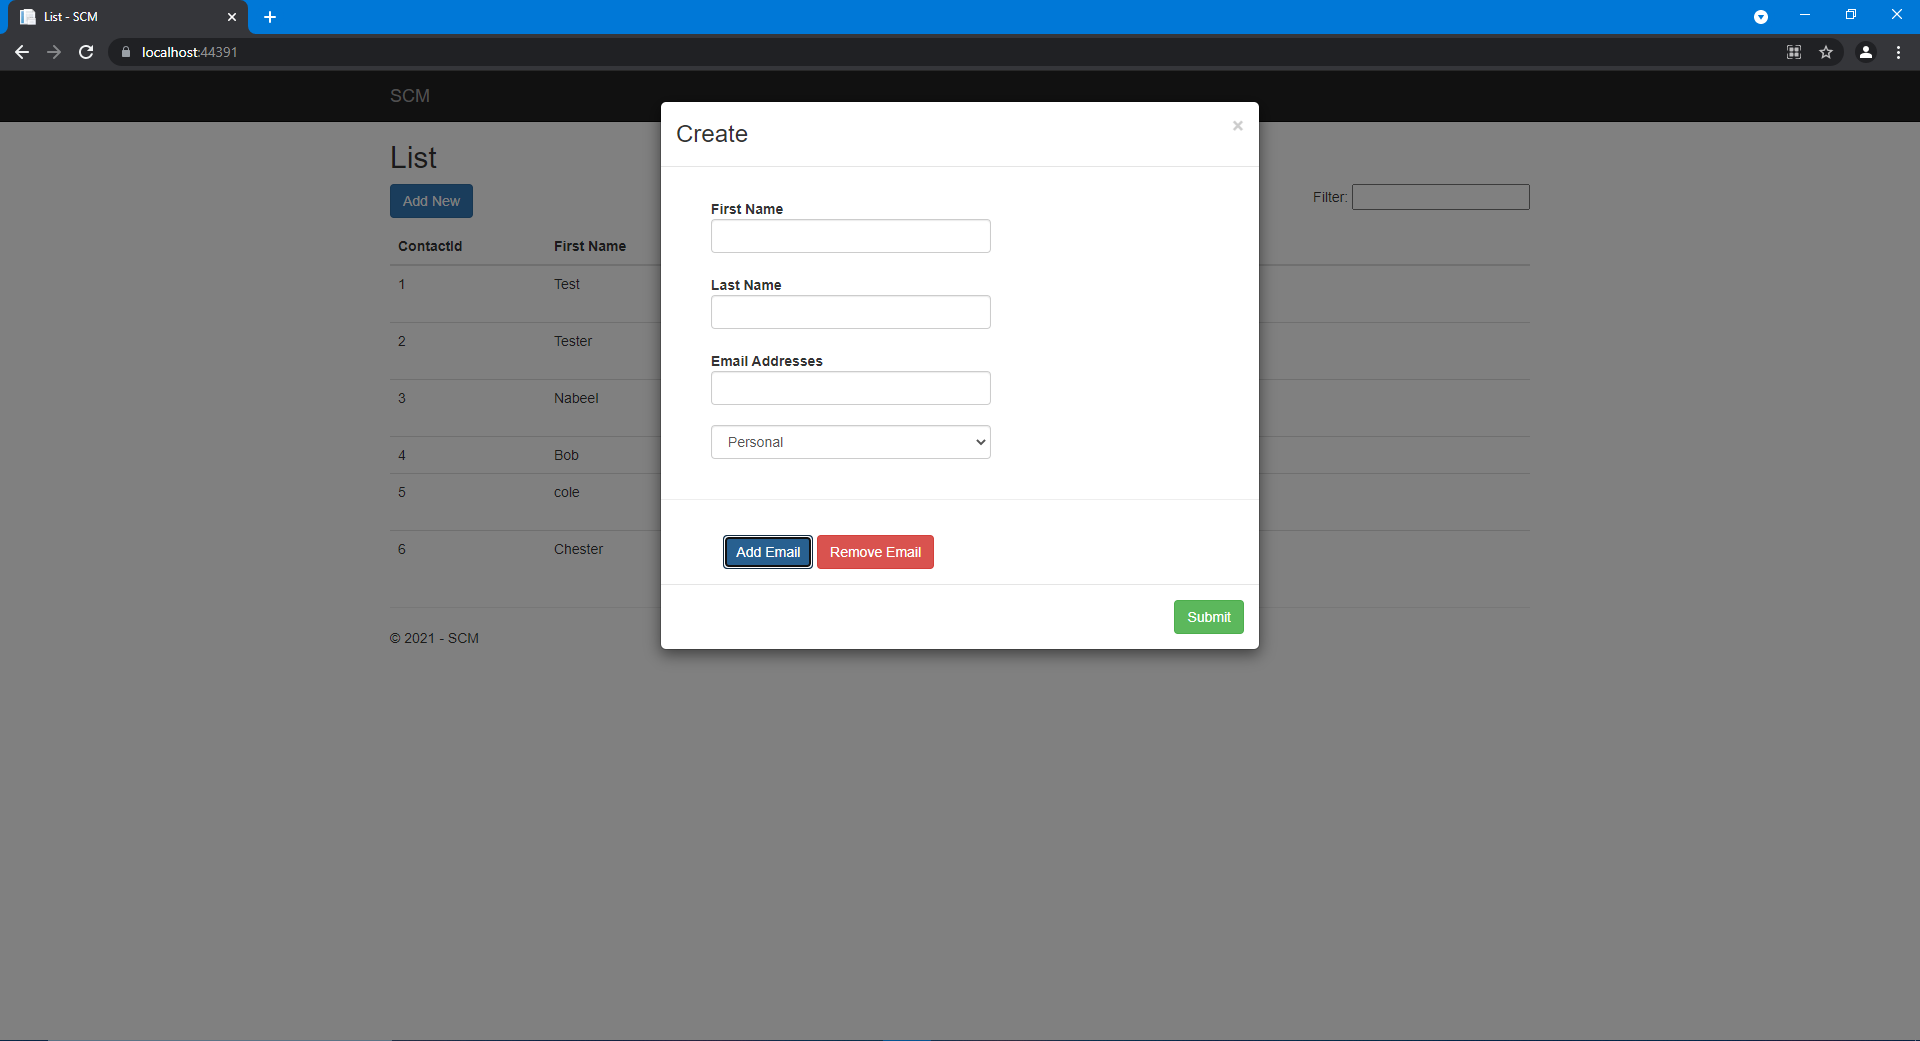 List - SCM
localhost:44391
SCM
Create
×
List
Add New
Filter:
ContactId First Name
1 Test
2 Tester
3 Nabeel
4 Bob
5 cole
6 Chester
First Name
Last Name
Email Addresses
Personal
Add Email Remove Email
Submit
© 2021 - SCM